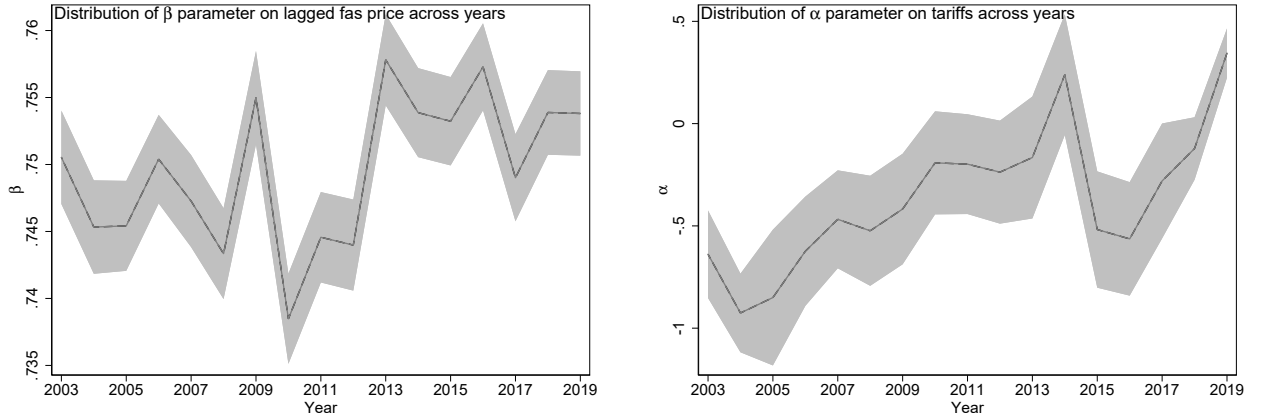 Distribution of β parameter on lagged fas price across years
.76
.755
.75
.745
.74
.735
β
2003 2005 2007 2009 2011 2013 2015 2017 2019
Year
Distribution of α parameter on tariffs across years
.5
0
-.5
-1
α
2003 2005 2007 2009 2011 2013 2015 2017 2019
Year